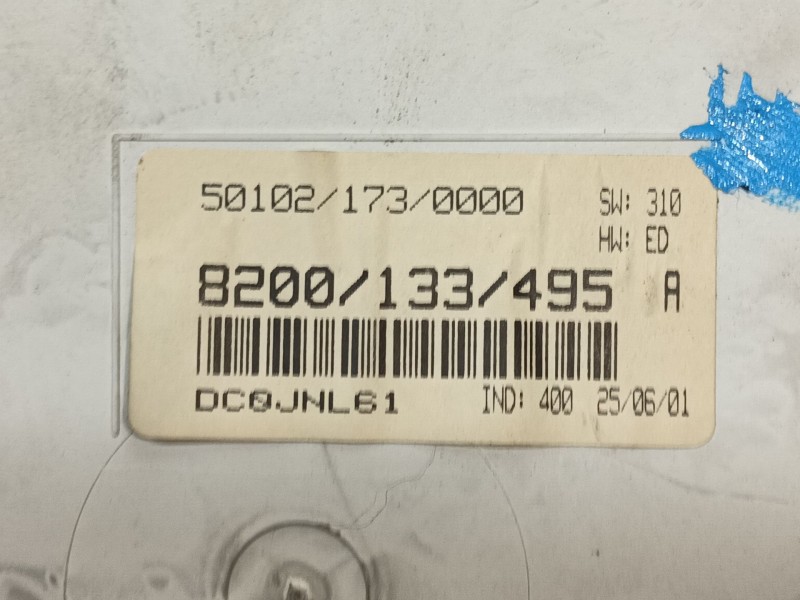 50102/173/0000 SW: 310
HW: ED
8200/133/495 A
DC0JNL61 IND: 400 25/06/01